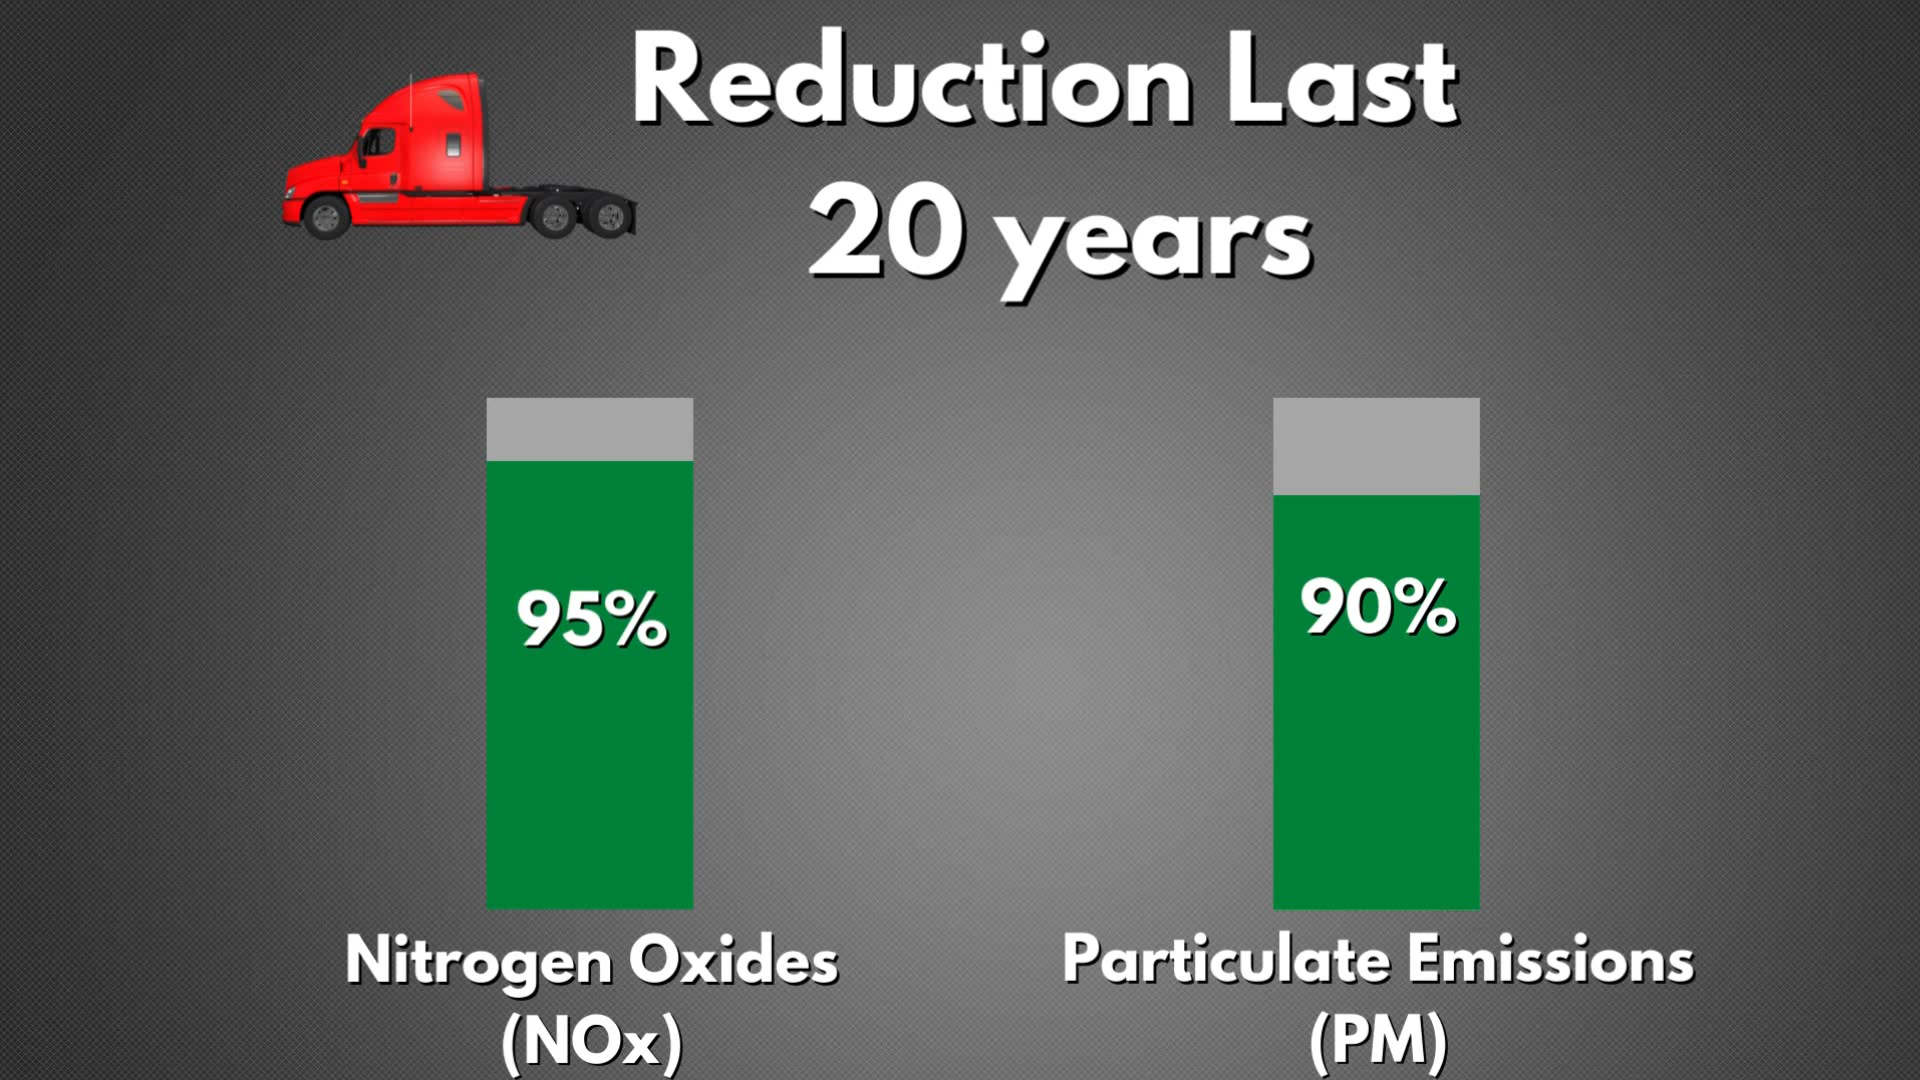 Reduction Last
20 years
95%
90%
Nitrogen Oxides
(NOx)
Particulate Emissions
(PM)